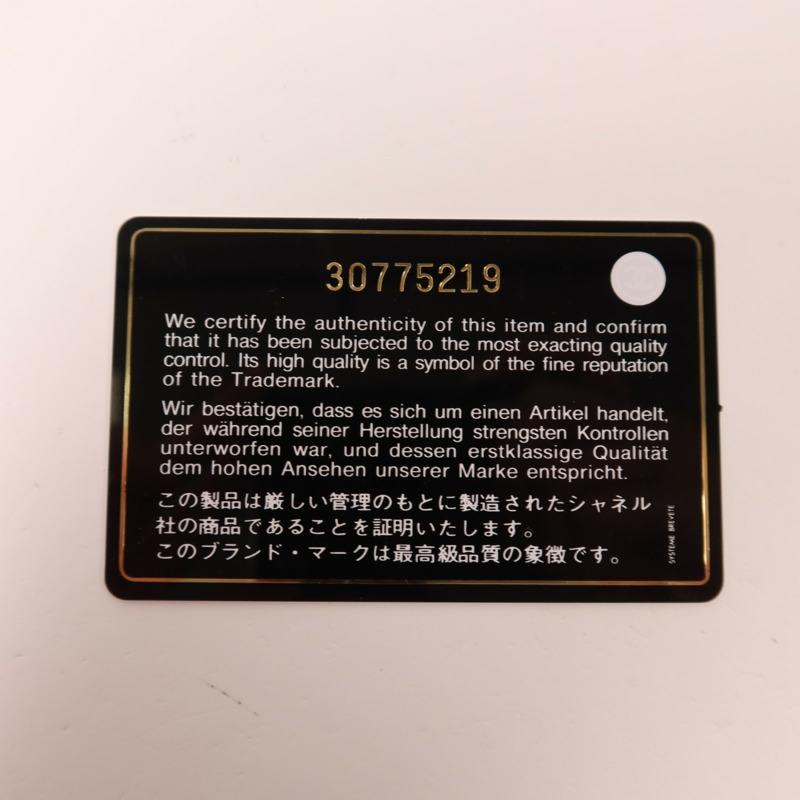 30775219
We certify the authenticity of this item and confirm
that it has been subjected to the most exacting quality
control. Its high quality is a symbol of the fine reputation
of the Trademark.
Wir bestätigen, dass es sich um einen Artikel handelt,
der während seiner Herstellung strengsten Kontrollen
unterworfen war, und dessen erstklassige Qualität
dem hohen Ansehen unserer Marke entspricht.
この製品は厳しい管理のもとに製造されたシャネル
社の商品であることを証明いたします。
このブランド・マークは最高級品質の象徴です。
SYSTEME BREVETE